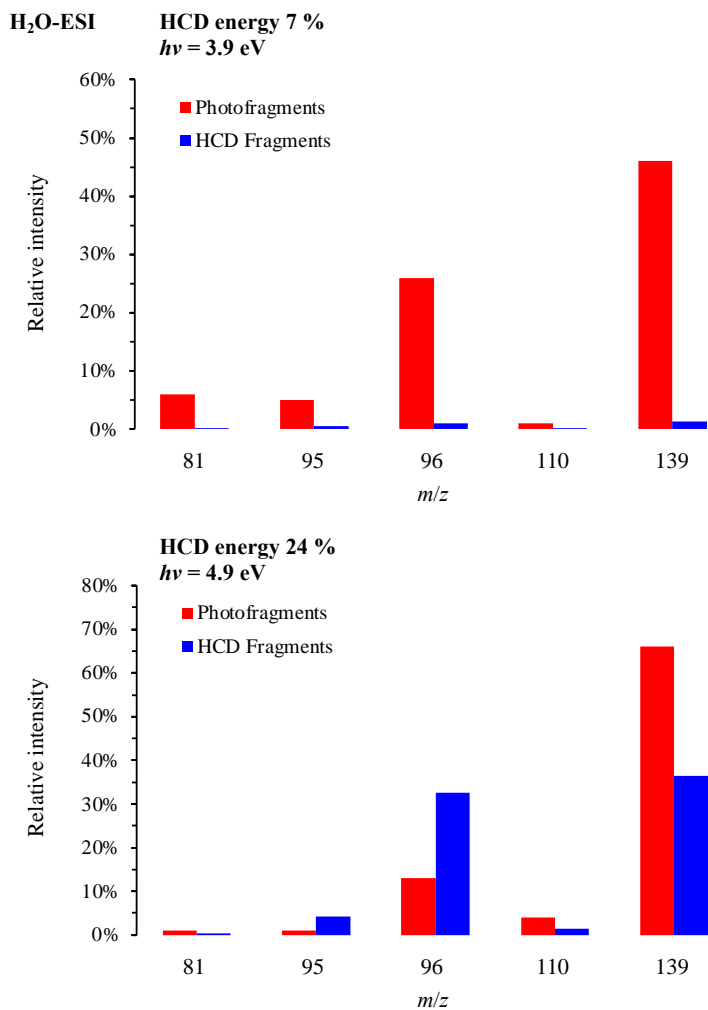 H₂O-ESI
HCD energy 7 %
hν = 3.9 eV
60%
50%
40%
30%
20%
10%
0%
Relative intensity
Photofragments
HCD Fragments
81 95 96 110 139
m/z
HCD energy 24 %
hν = 4.9 eV
80%
70%
60%
50%
40%
30%
20%
10%
0%
Relative intensity
Photofragments
HCD Fragments
81 95 96 110 139
m/z